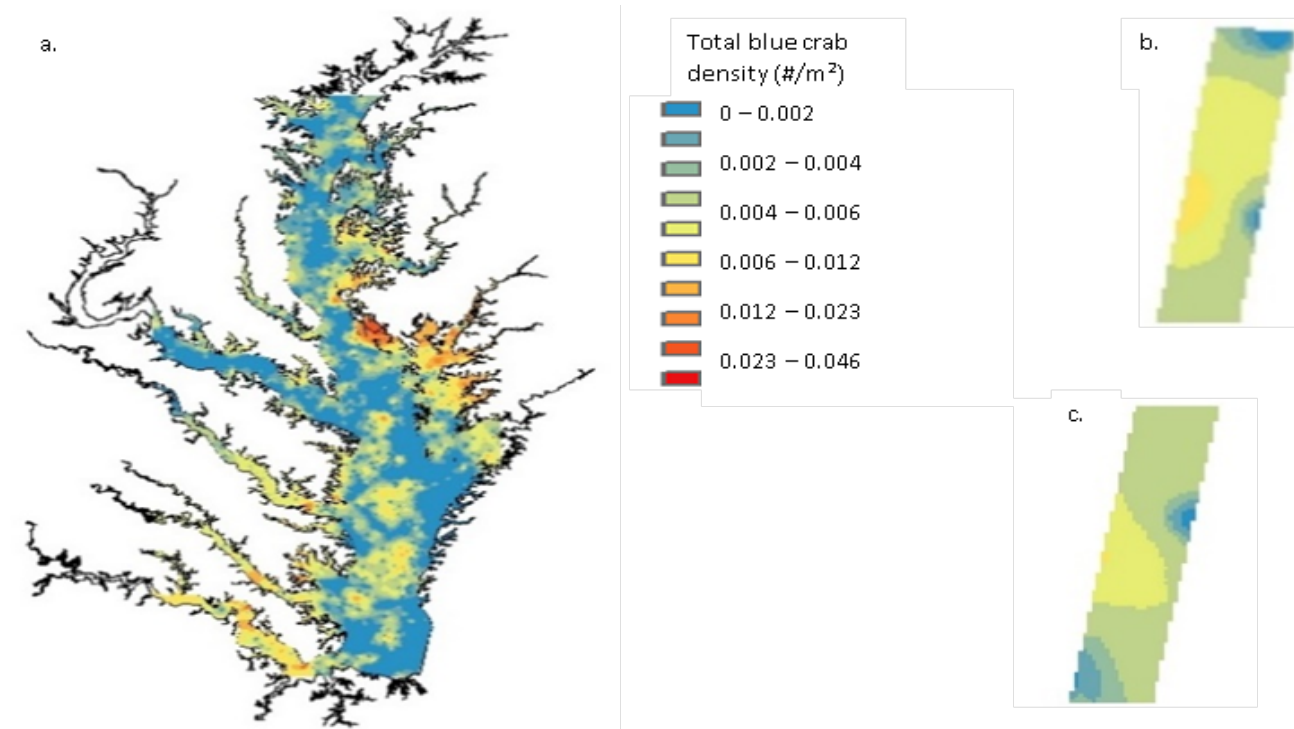 a.
Total blue crab
density (#/m²)
0 – 0.002
0.002 – 0.004
0.004 – 0.006
0.006 – 0.012
0.012 – 0.023
0.023 – 0.046
b.
c.